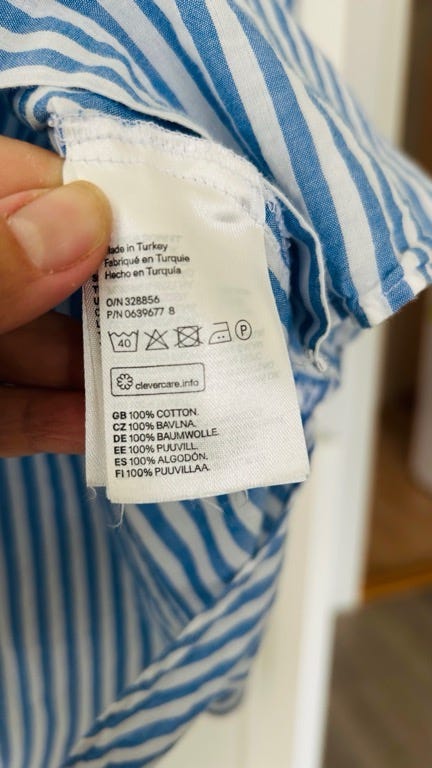 Made in Turkey
Fabriqué en Turquie
Hecho en Turquía
O/N 328856
P/N 0639677 8
40 P
clevercare.info
GB 100% COTTON.
CZ 100% BAVLNA.
DE 100% BAUMWOLLE.
EE 100% PUUVILL.
ES 100% ALGODÓN.
FI 100% PUUVILLAA.